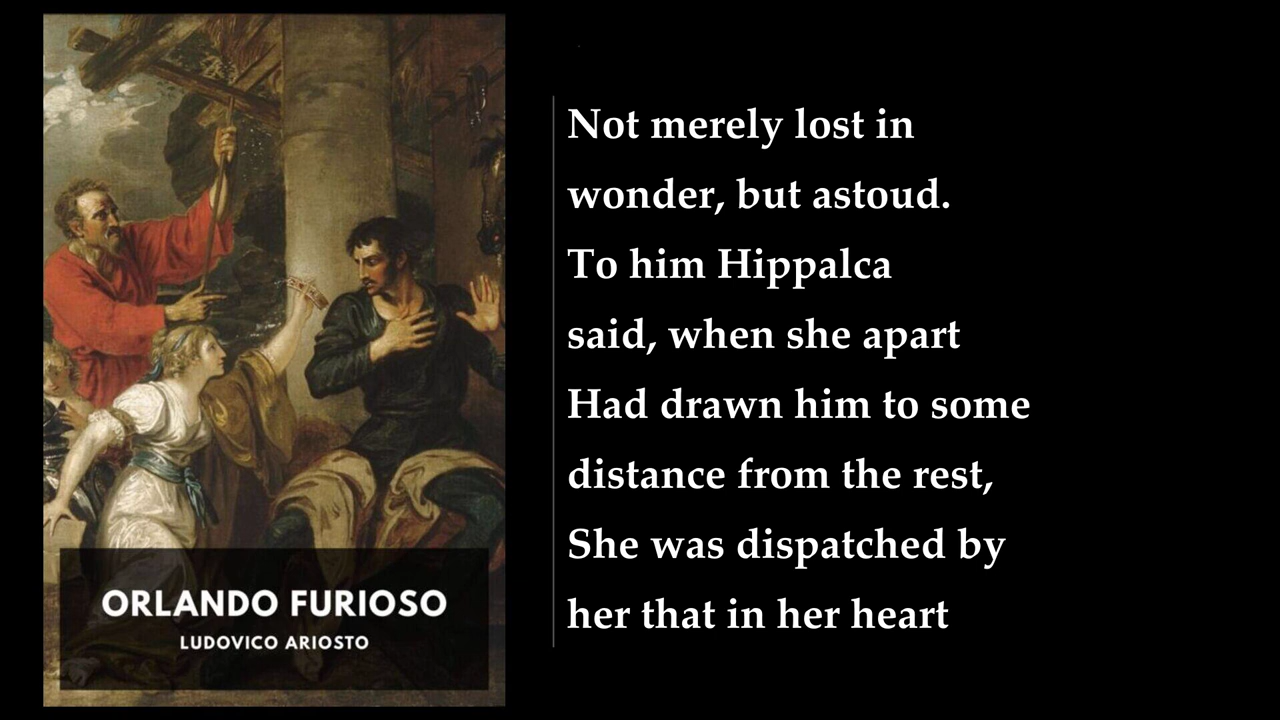 ORLANDO FURIOSO
LUDOVICO ARIOSTO
Not merely lost in
wonder, but astoud.
To him Hippalca
said, when she apart
Had drawn him to some
distance from the rest,
She was dispatched by
her that in her heart